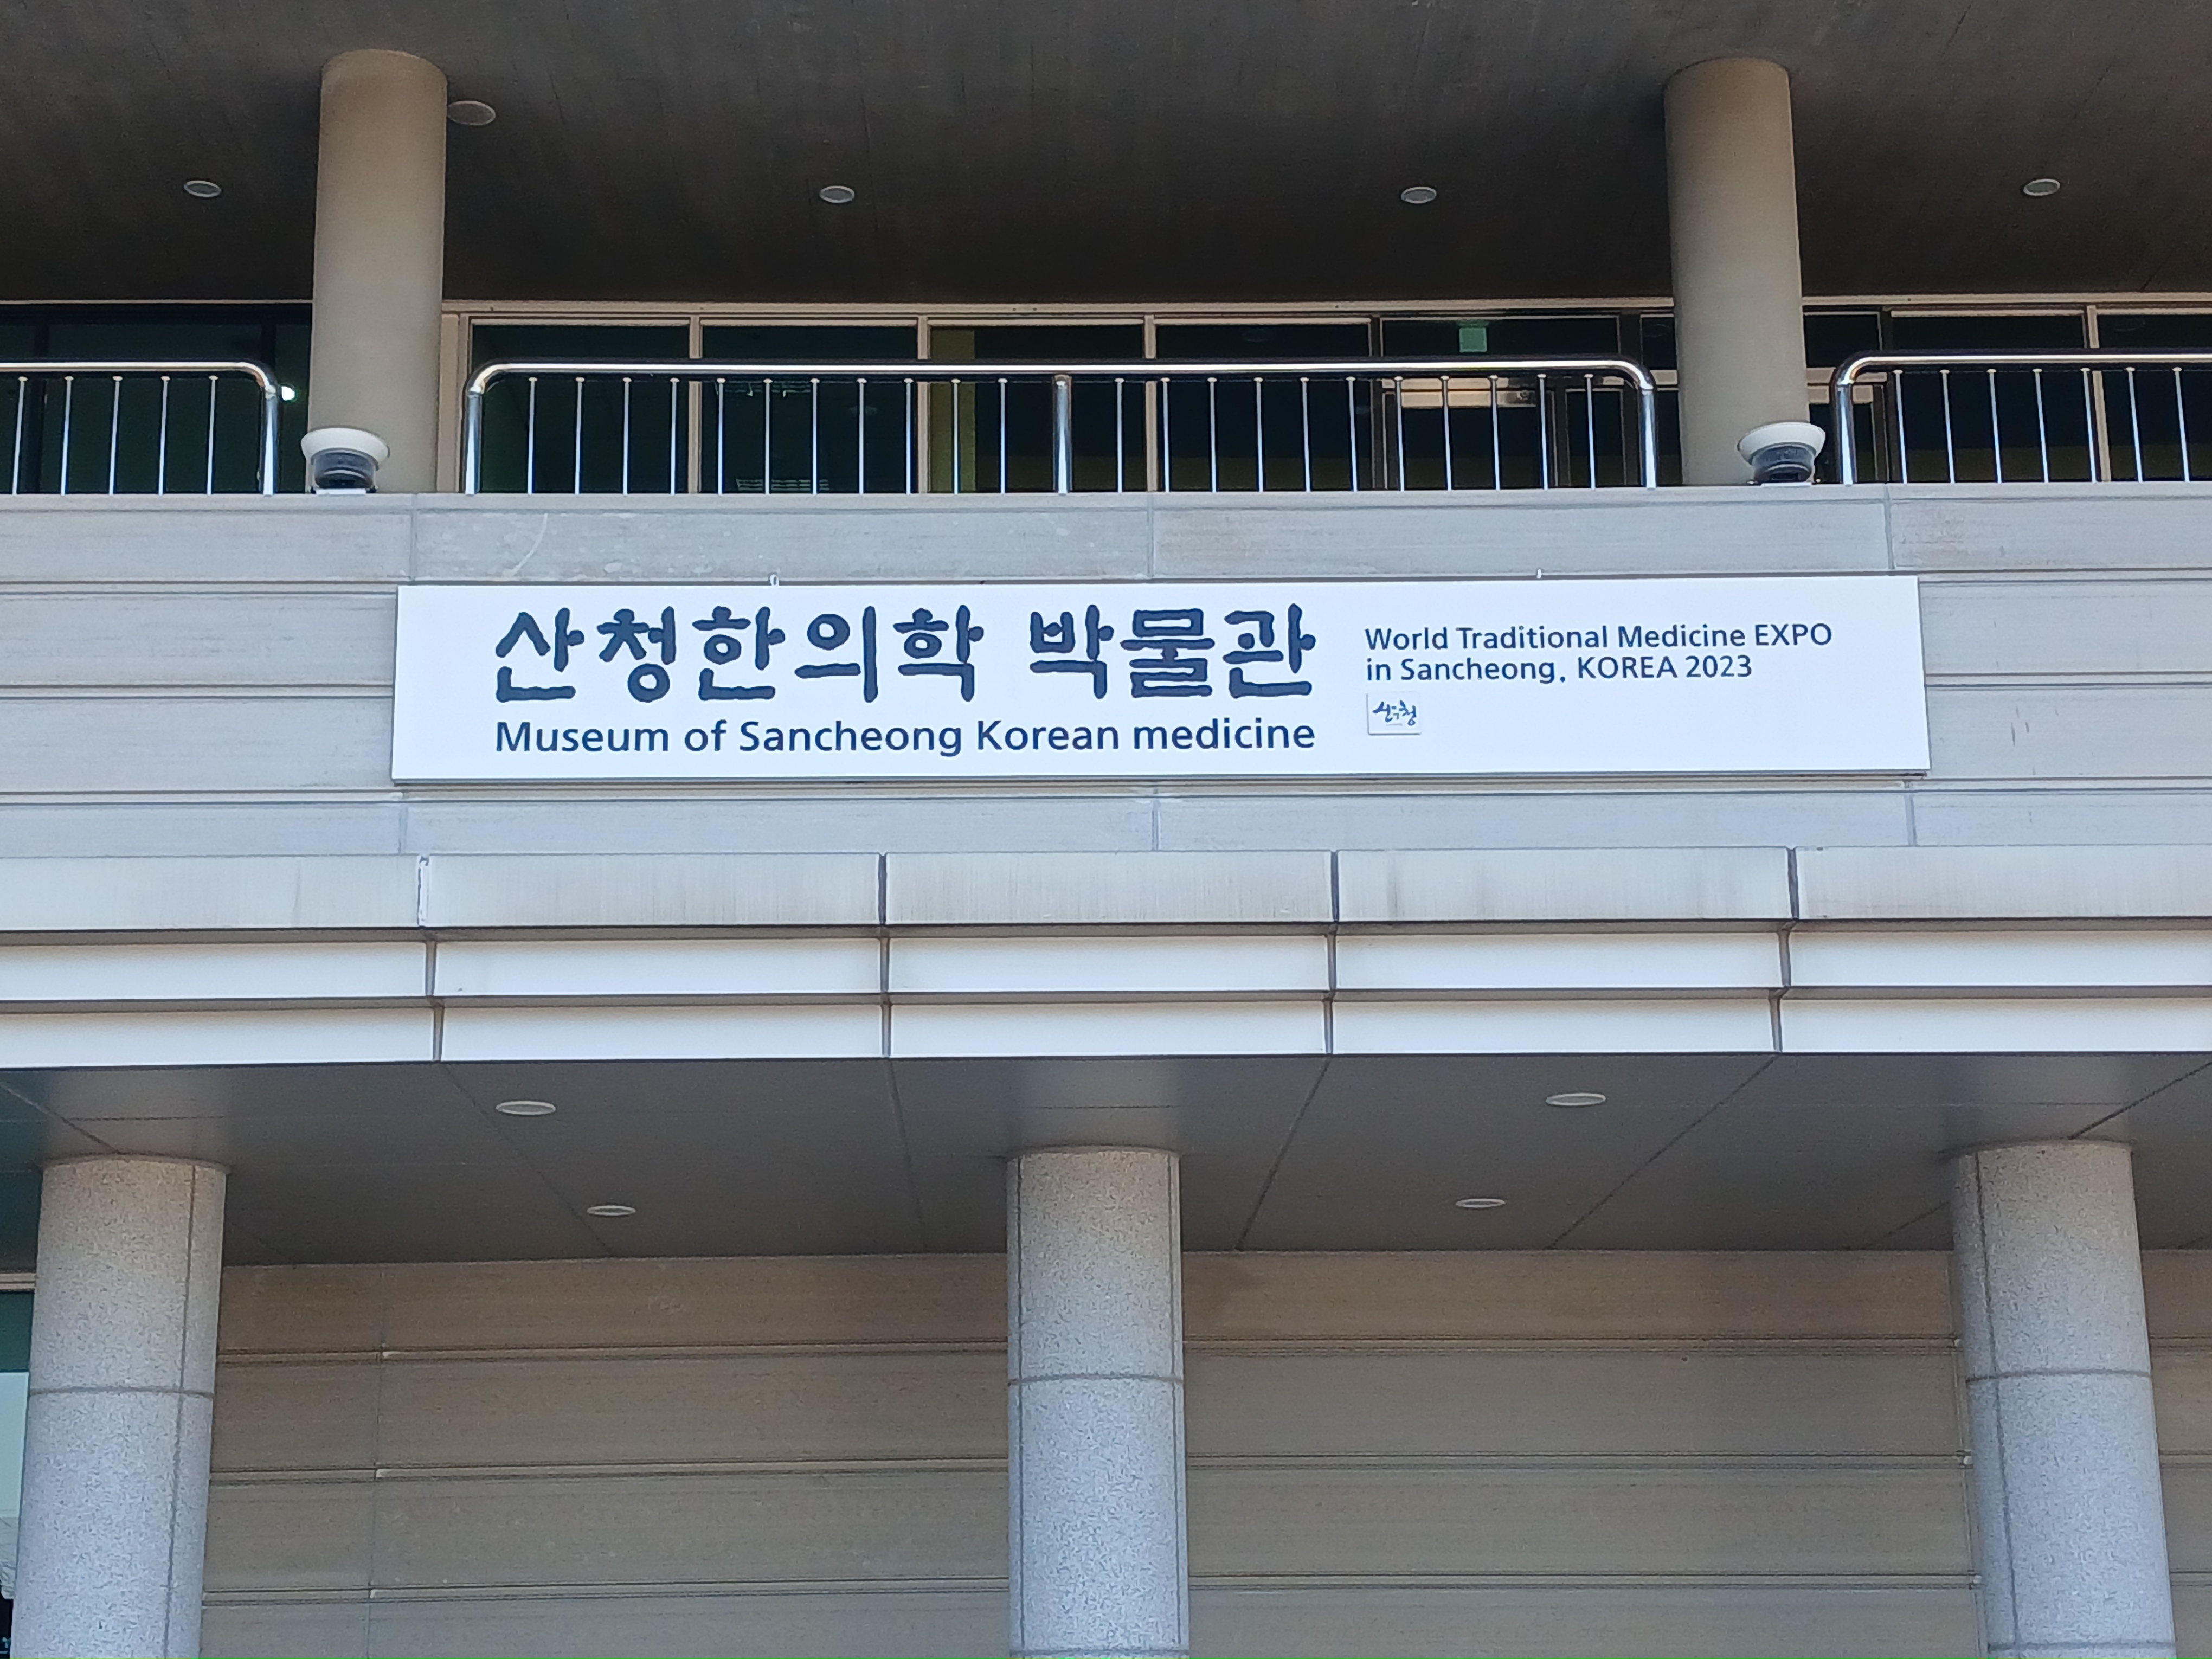 산청한의학 박물관
Museum of Sancheong Korean medicine
World Traditional Medicine EXPO
in Sancheong, KOREA 2023
산청